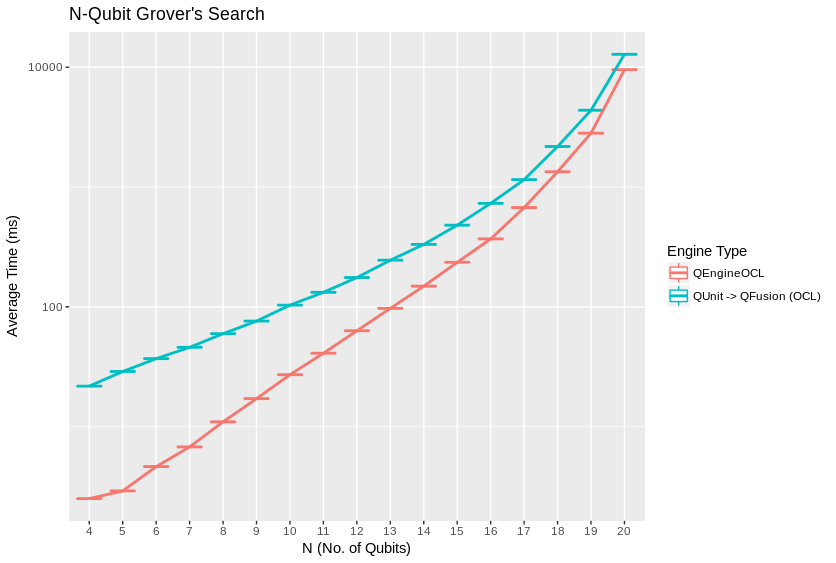 N-Qubit Grover's Search
10000
100
Average Time (ms)
4 5 6 7 8 9 10 11 12 13 14 15 16 17 18 19 20
N (No. of Qubits)
Engine Type
QEngineOCL
QUnit -> QFusion (OCL)